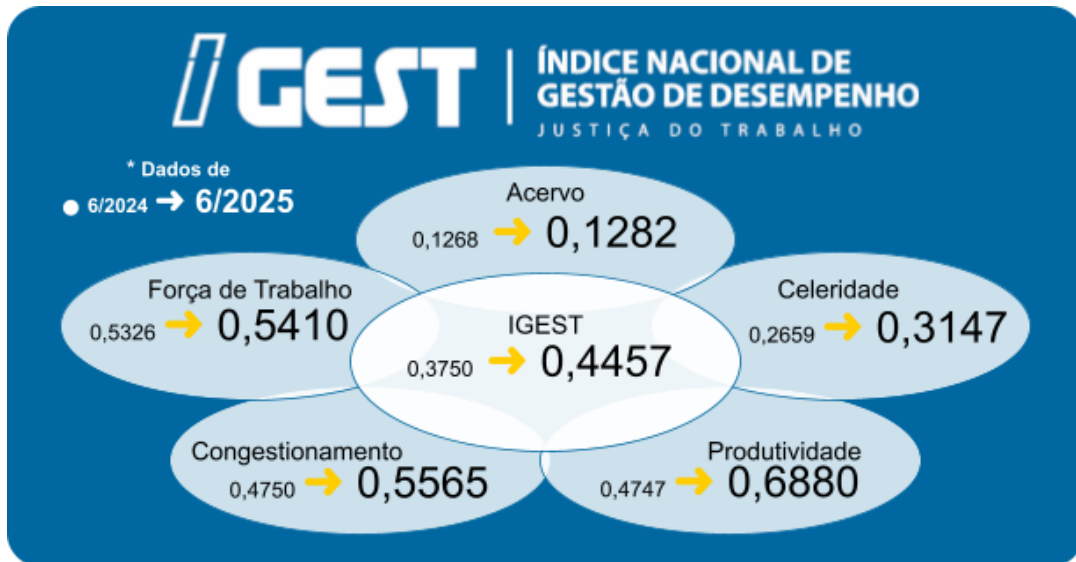 iGEST
ÍNDICE NACIONAL DE
GESTÃO DE DESEMPENHO
JUSTIÇA DO TRABALHO
* Dados de
6/2024 ➜ 6/2025
Acervo
0,1268 ➜ 0,1282
Força de Trabalho
0,5326 ➜ 0,5410
Celeridade
0,2659 ➜ 0,3147
IGEST
0,3750 ➜ 0,4457
Congestionamento
0,4750 ➜ 0,5565
Produtividade
0,4747 ➜ 0,6880